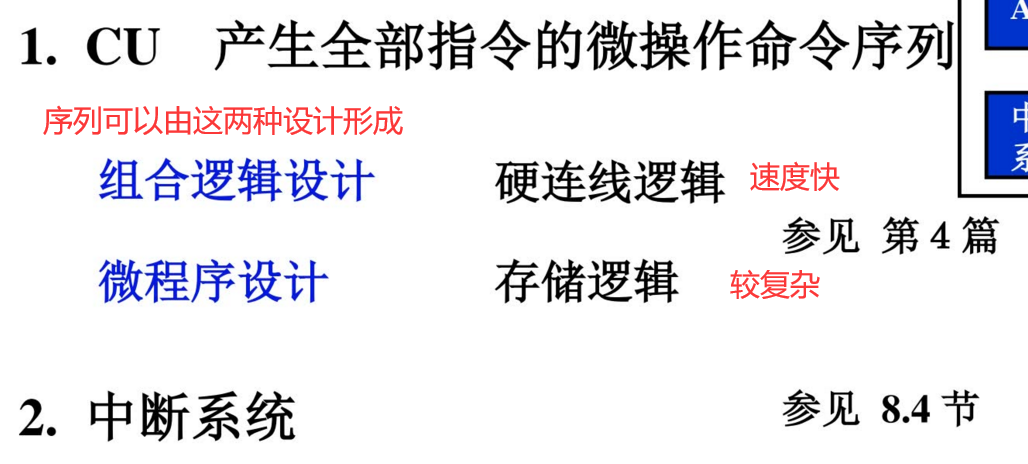 1. CU 产生全部指令的微操作命令序列
序列可以由这两种设计形成
组合逻辑设计 硬连线逻辑 速度快
参见 第 4 篇
微程序设计 存储逻辑 较复杂
2. 中断系统 参见 8.4 节